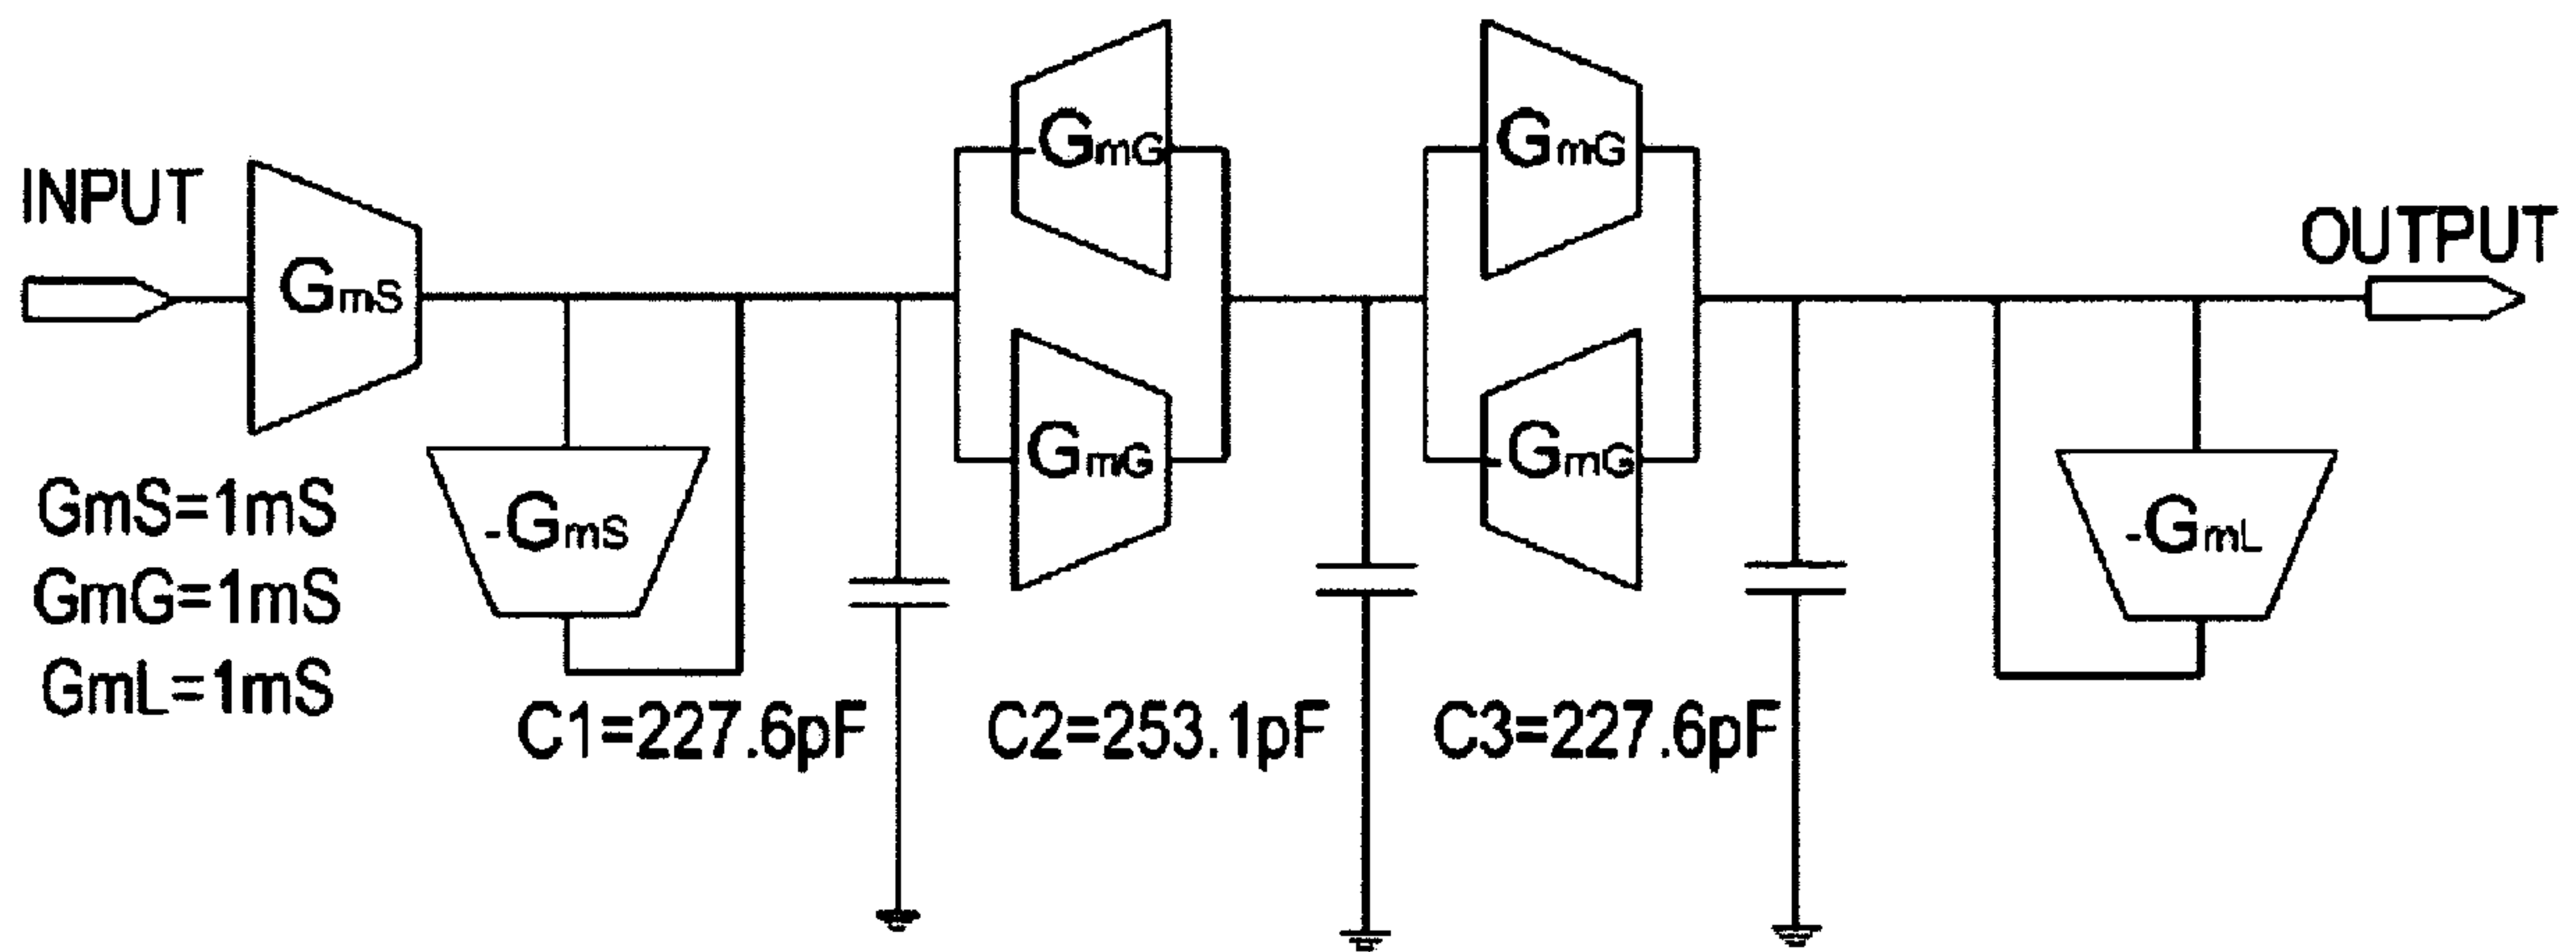 INPUT
GmS
-GmS
-GmG
GmG
GmG
-GmG
OUTPUT
-GmL
GmS=1mS
GmG=1mS
GmL=1mS
C1=227.6pF
C2=253.1pF
C3=227.6pF